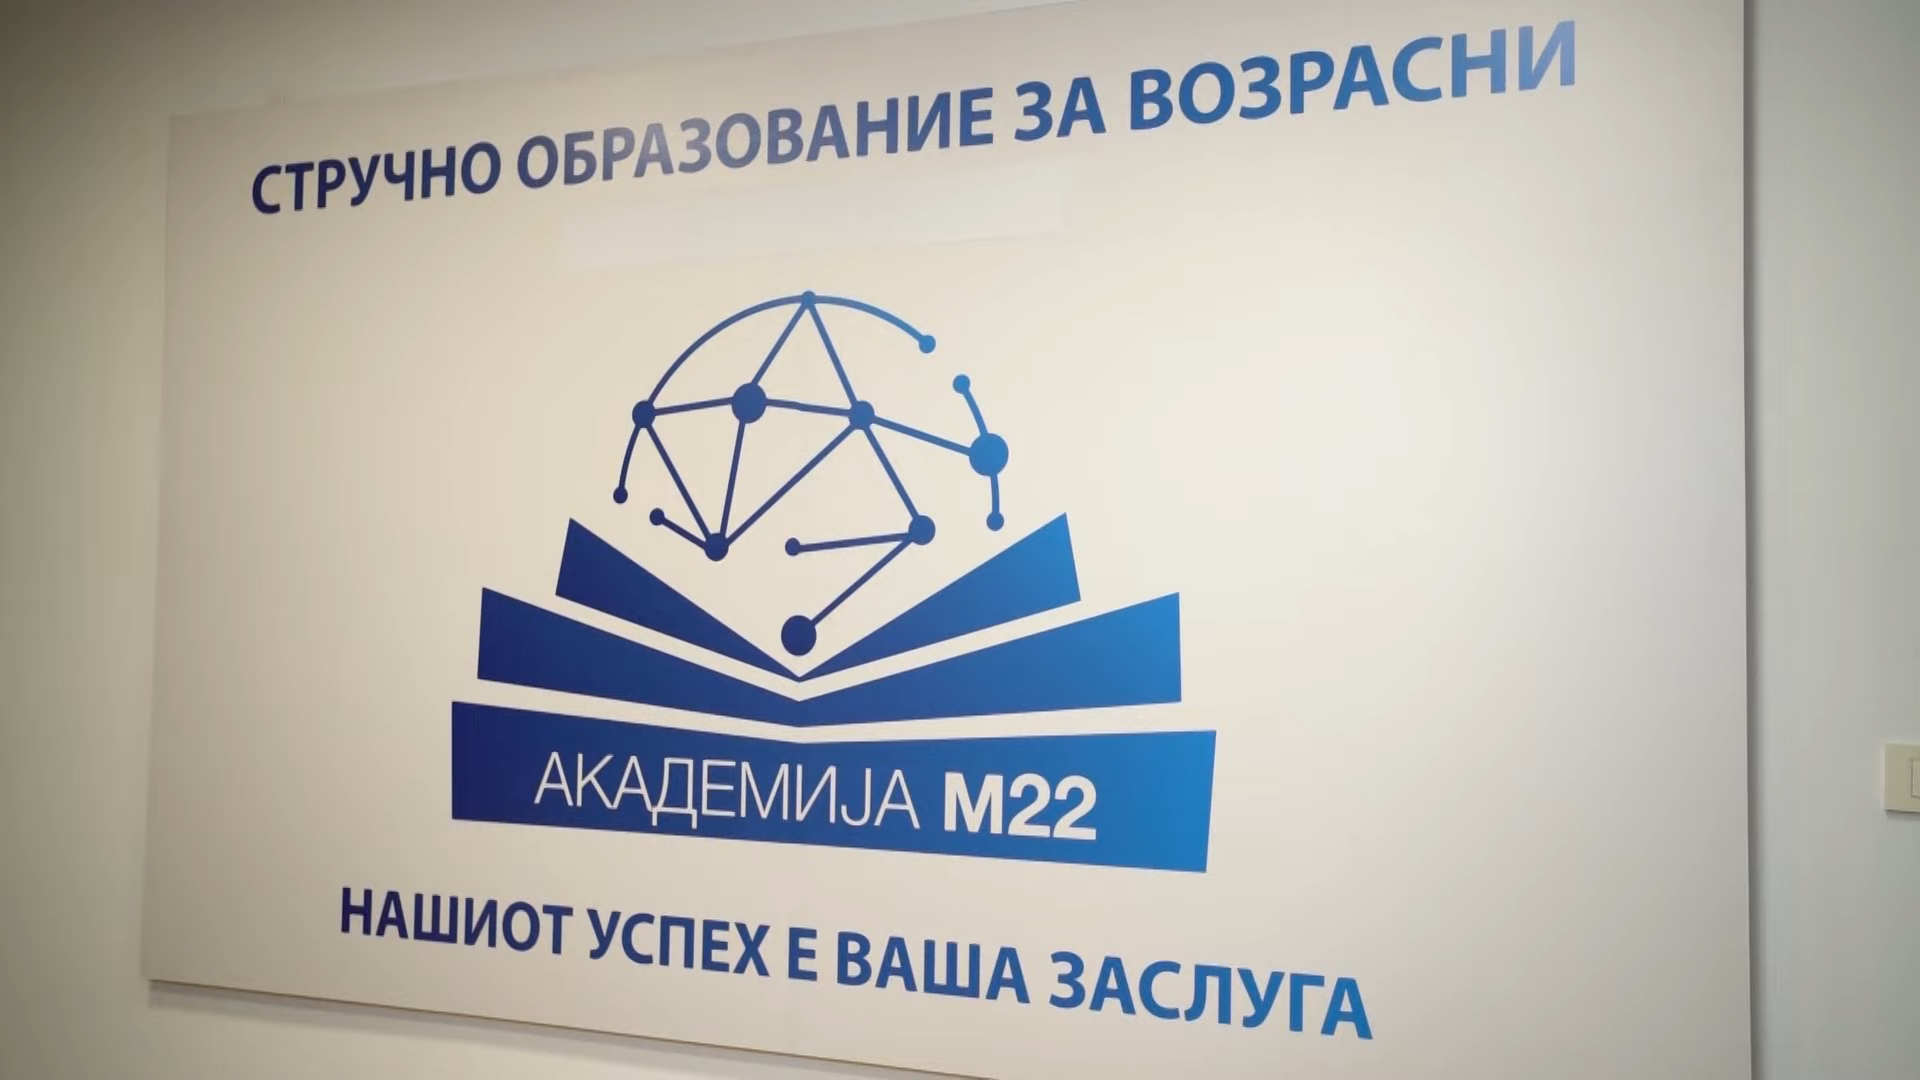 СТРУЧНО ОБРАЗОВАНИЕ ЗА ВОЗРАСНИ
АКАДЕМИЈА М22
НАШИОТ УСПЕХ Е ВАША ЗАСЛУГА